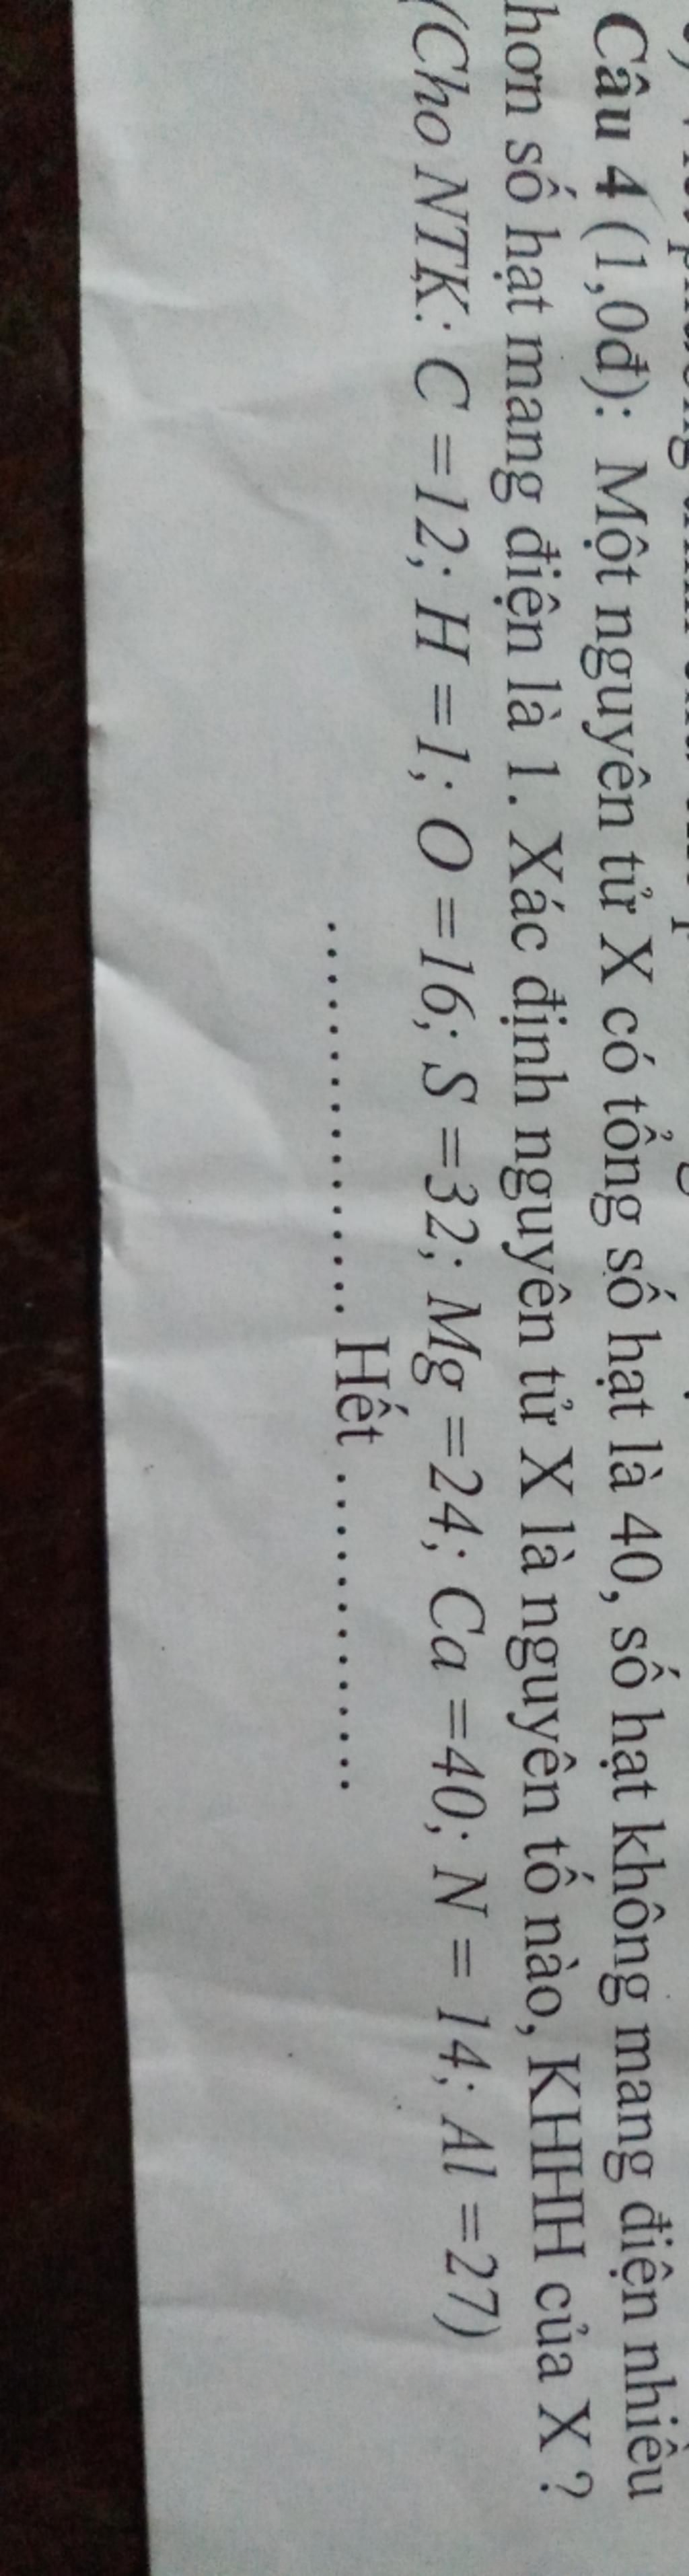 Câu 4 (1,0đ): Một nguyên tử X có tổng số hạt là 40, số hạt không mang điện nhiều
hơn số hạt mang điện là 1. Xác định nguyên tử X là nguyên tố nào, KHHH của X ?
(Cho NTK: C =12; H =1; O =16; S =32; Mg =24; Ca =40; N = 14; Al =27)
............... Hết ...............